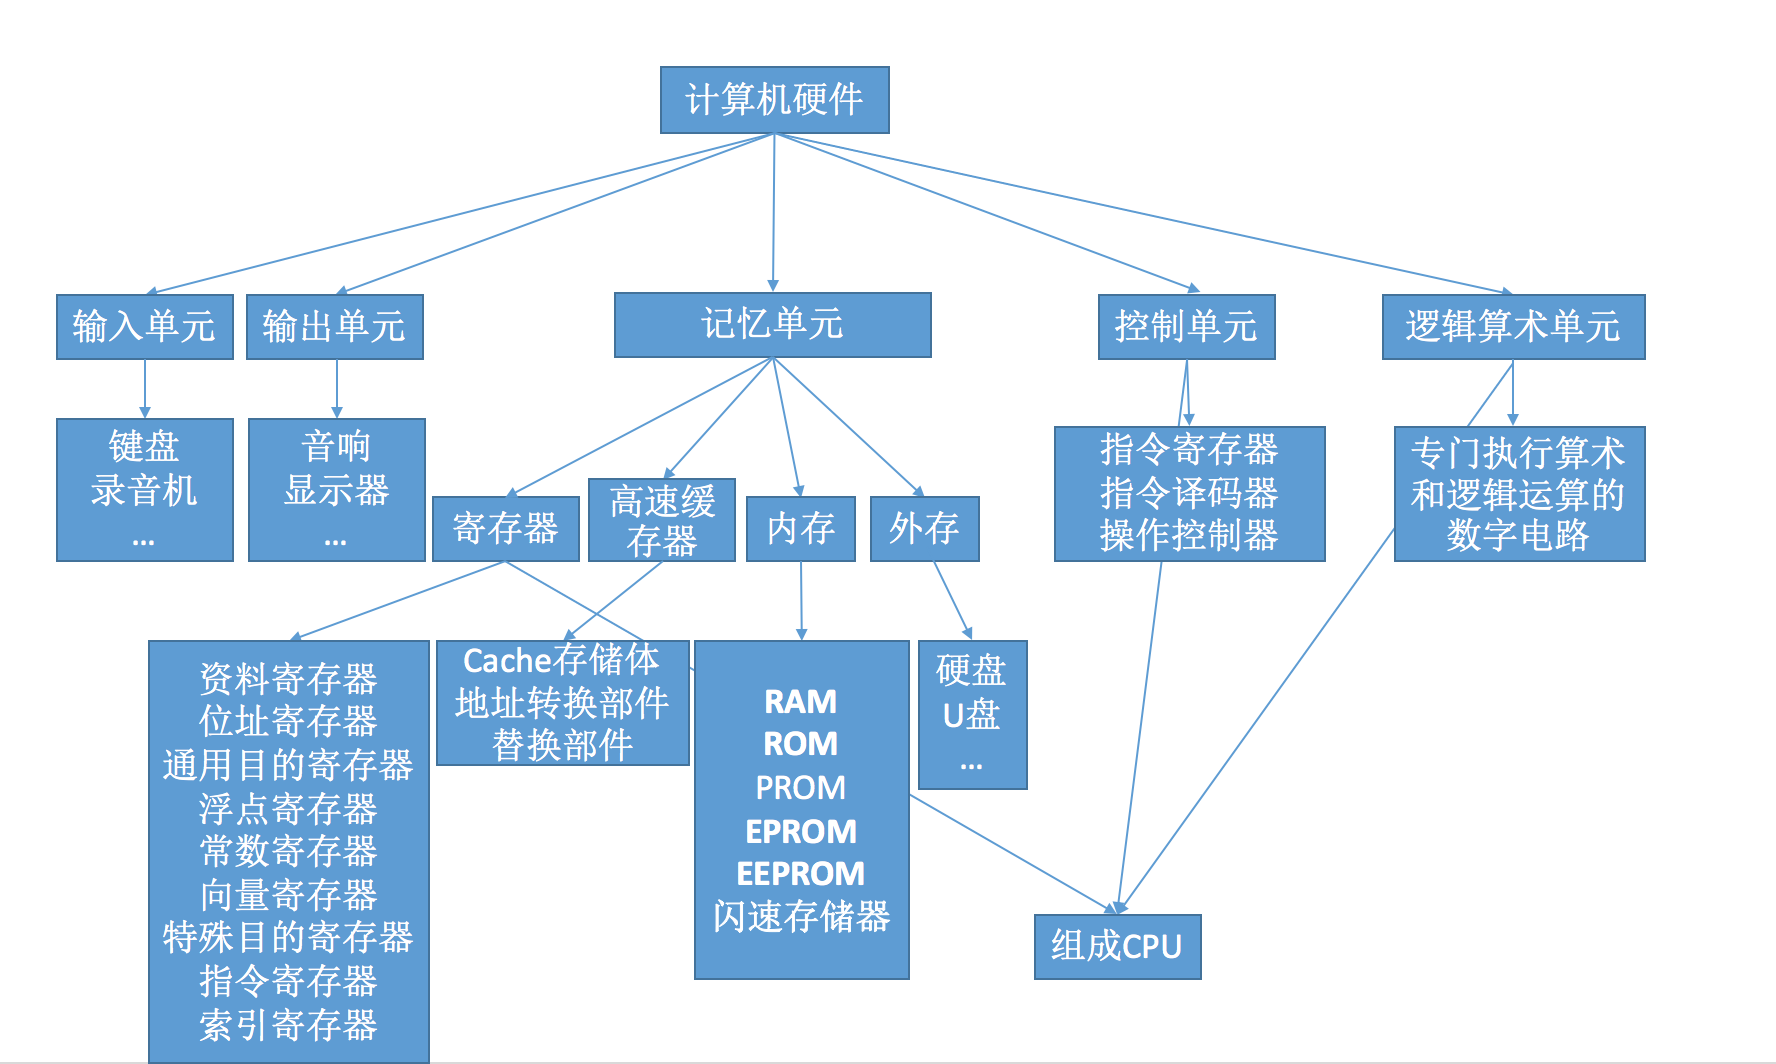 计算机硬件
输入单元
输出单元
记忆单元
控制单元
逻辑算术单元
键盘
录音机
...
音响
显示器
...
寄存器
高速缓
存器
内存
外存
指令寄存器
指令译码器
操作控制器
专门执行算术
和逻辑运算的
数字电路
资料寄存器
位址寄存器
通用目的寄存器
浮点寄存器
常数寄存器
向量寄存器
特殊目的寄存器
指令寄存器
索引寄存器
Cache存储体
地址转换部件
替换部件
RAM
ROM
PROM
EPROM
EEPROM
闪速存储器
硬盘
U盘
...
组成CPU